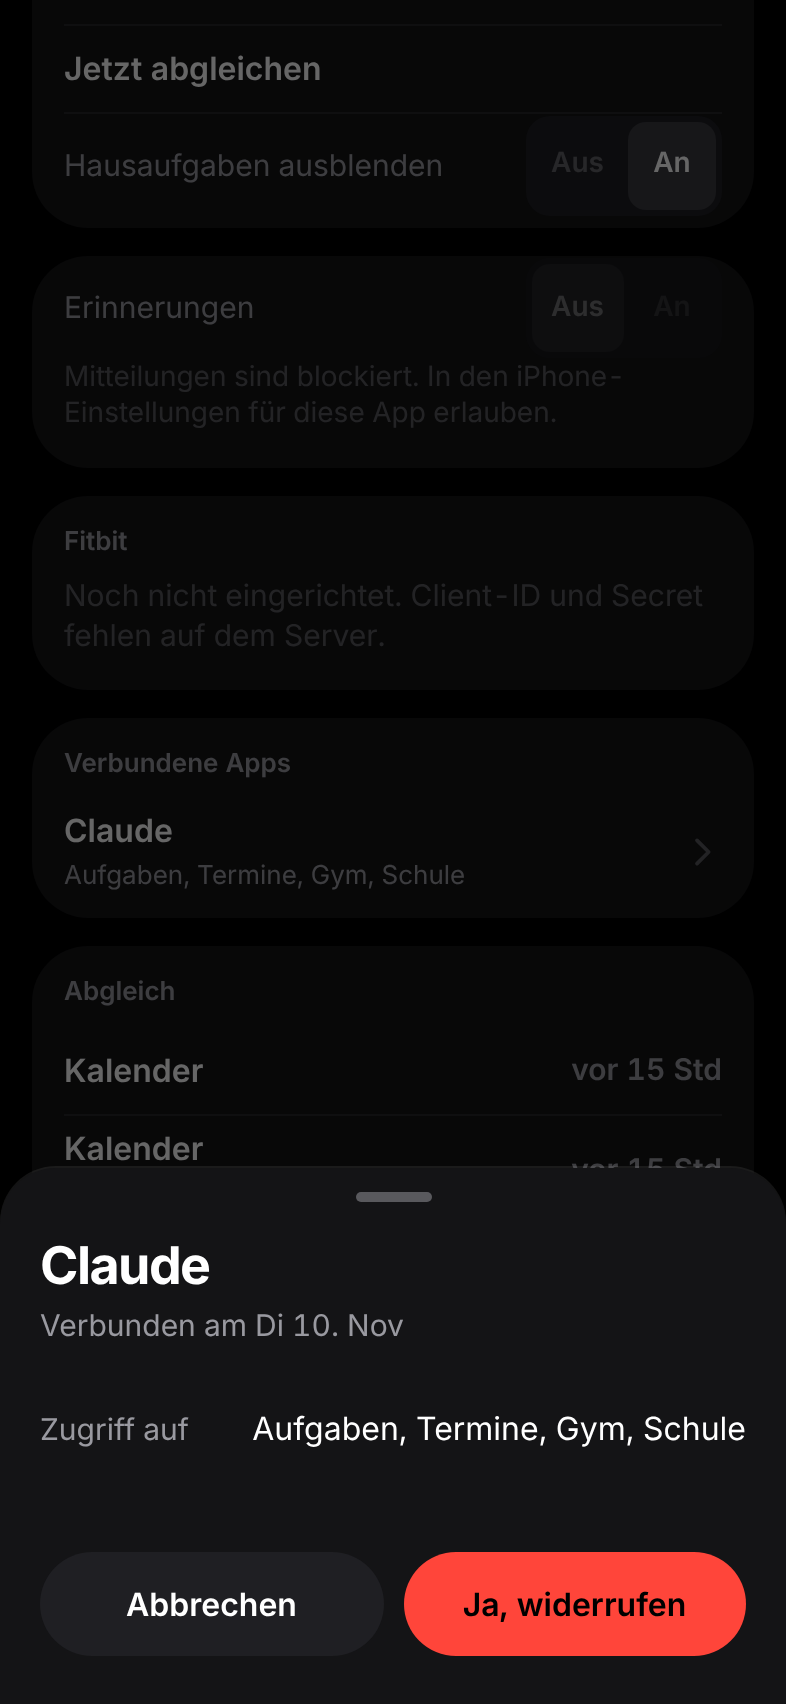 Jetzt abgleichen
Hausaufgaben ausblenden Aus An
Erinnerungen Aus An
Mitteilungen sind blockiert. In den iPhone-
Einstellungen für diese App erlauben.
Fitbit
Noch nicht eingerichtet. Client-ID und Secret
fehlen auf dem Server.
Verbundene Apps
Claude
Aufgaben, Termine, Gym, Schule
Abgleich
Kalender vor 15 Std
Kalender vor 15 Std
Claude
Verbunden am Di 10. Nov
Zugriff auf Aufgaben, Termine, Gym, Schule
Abbrechen Ja, widerrufen